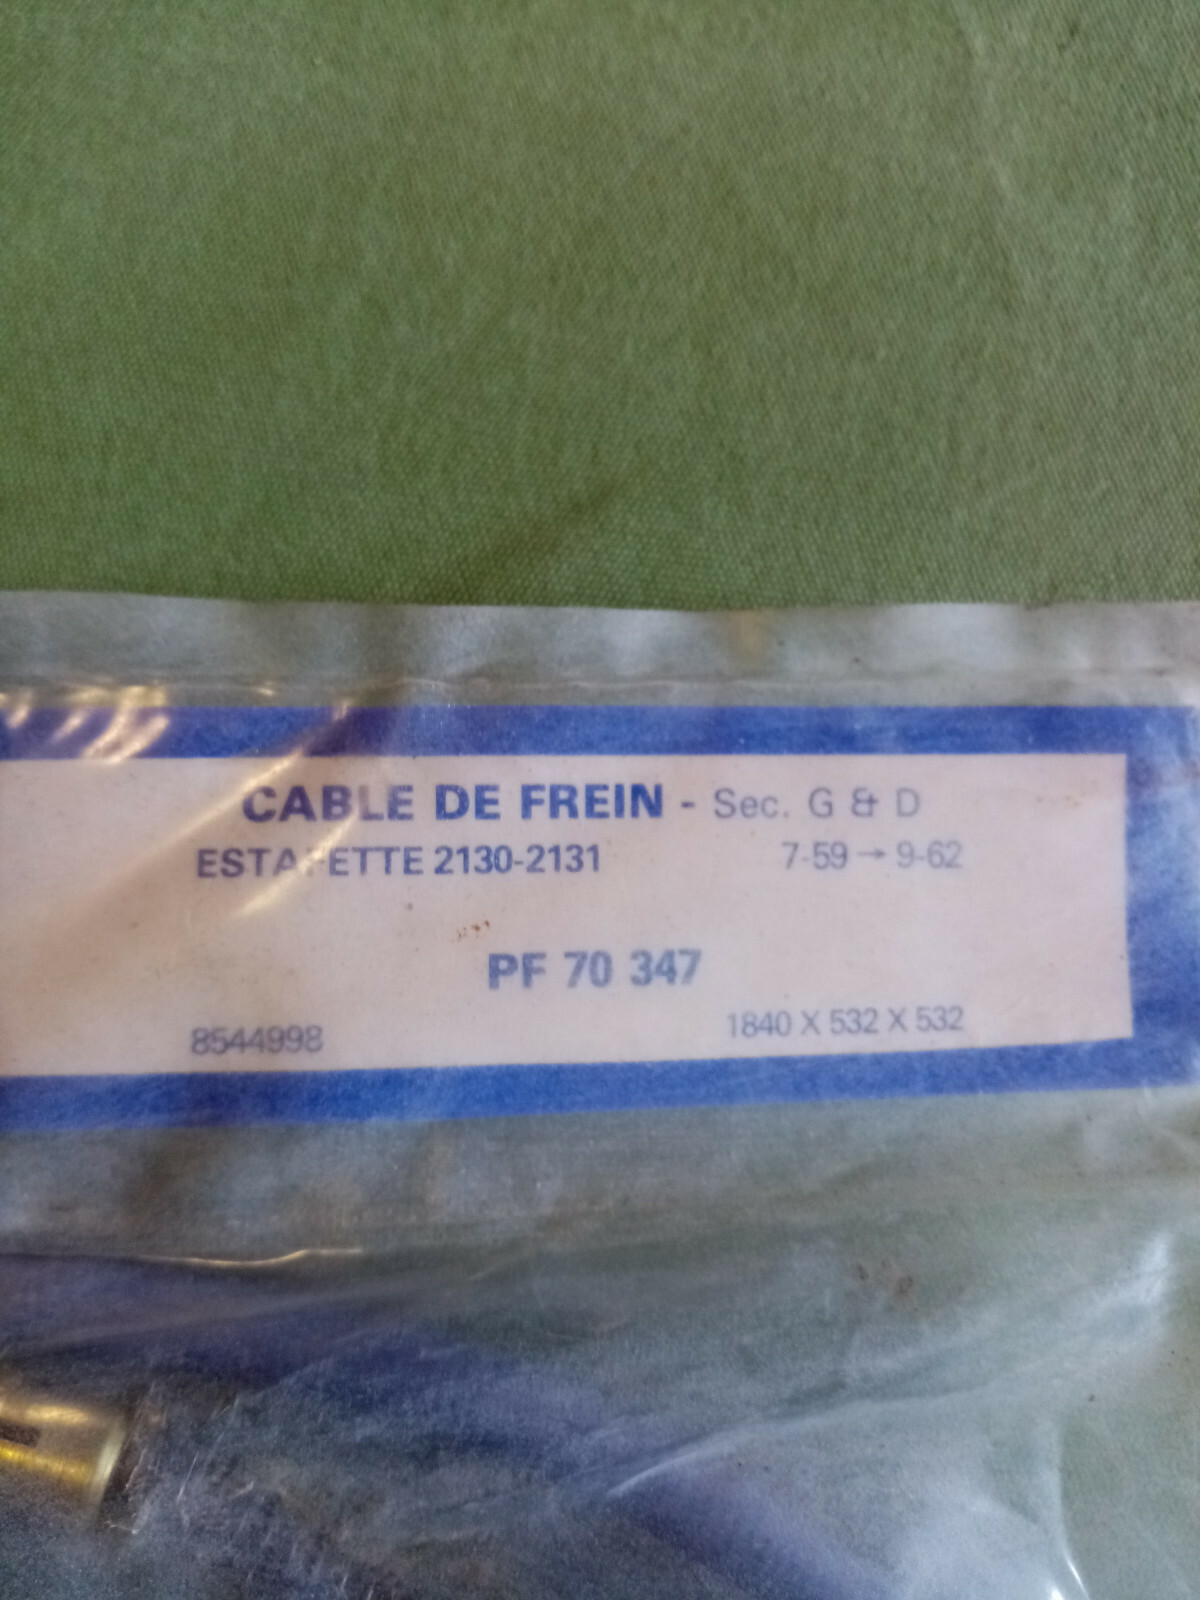 CABLE DE FREIN - Sec. G & D
ESTAFETTE 2130-2131 7-59 → 9-62
PF 70 347
8544998 1840 X 532 X 532